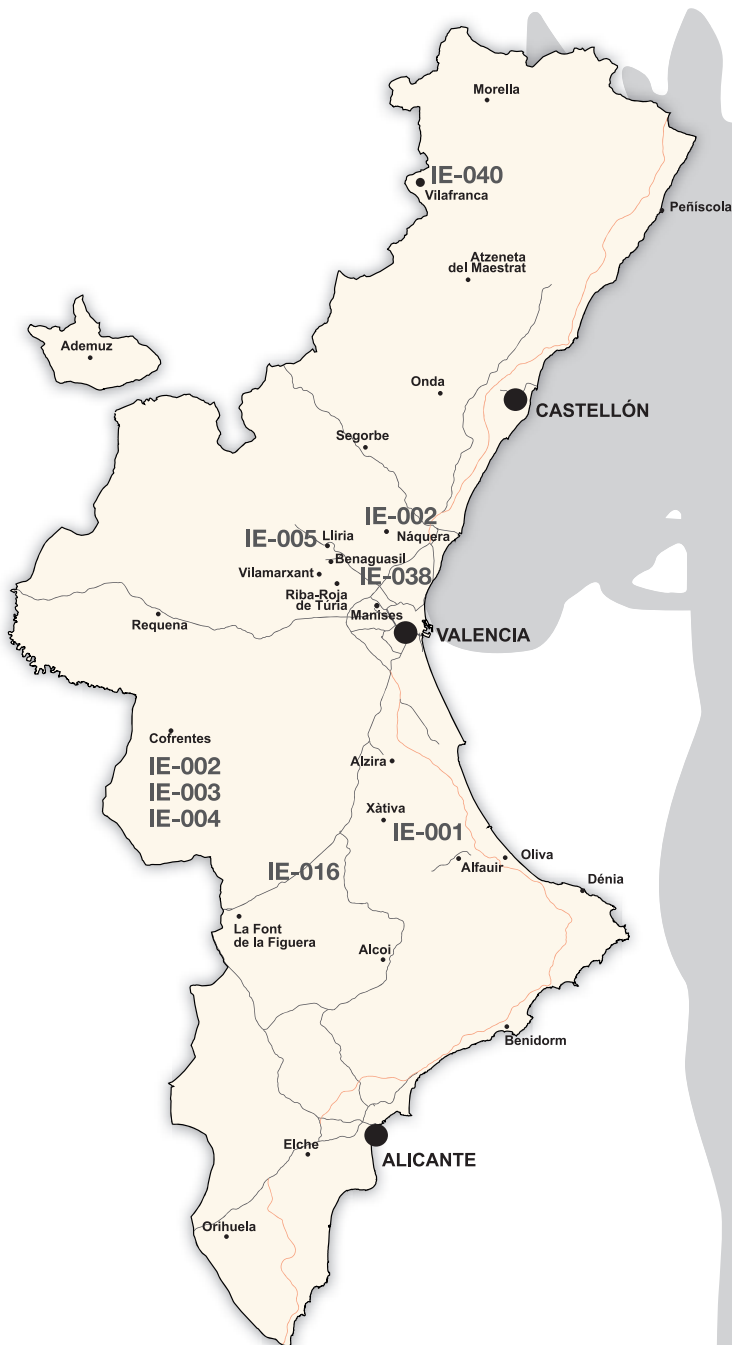 Morella
IE-040
Vilafranca
Peñíscola
Atzeneta
del Maestrat
Ademuz
Onda
CASTELLÓN
Segorbe
IE-002
Náquera
IE-005
Lliria
Benaguasil
Vilamarxant
IE-038
Riba-Roja
de Túria
Manises
Requena
VALENCIA
Cofrentes
IE-002
IE-003
IE-004
Alzira
Xàtiva
IE-001
Alfauir
Oliva
IE-016
Dénia
La Font
de la Figuera
Alcoi
Benidorm
Elche
ALICANTE
Orihuela